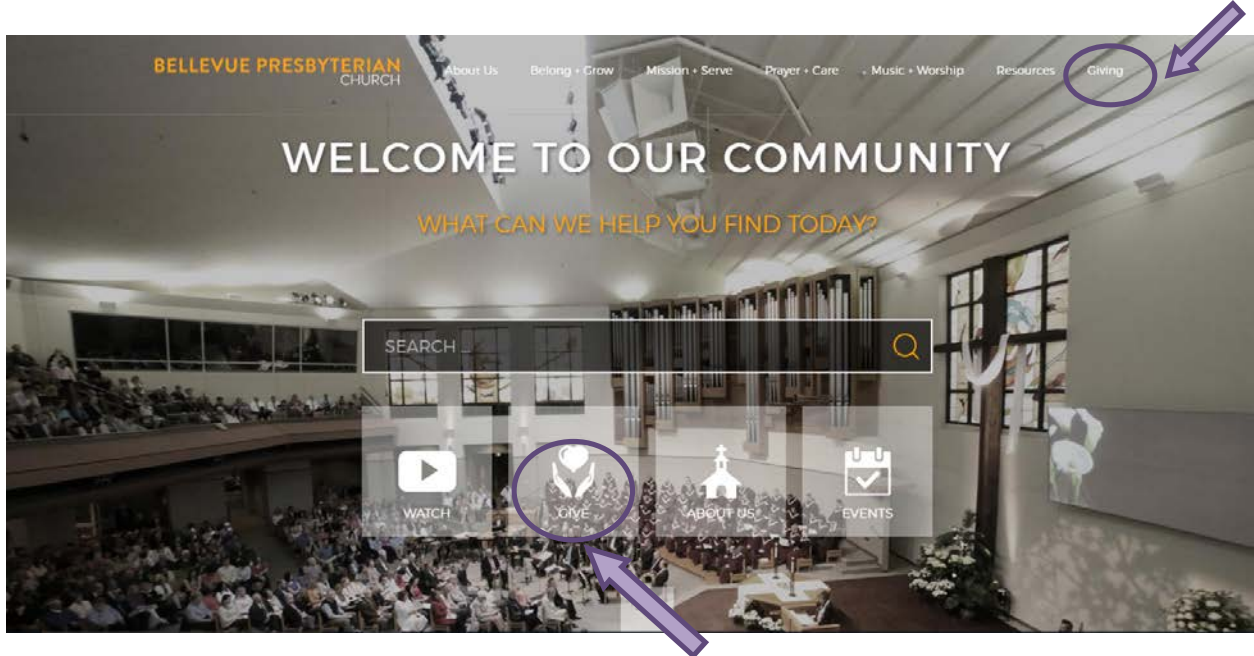 BELLEVUE PRESBYTERIAN
CHURCH
About Us Belong + Grow Mission + Serve Prayer + Care Music + Worship Resources Giving
WELCOME TO OUR COMMUNITY
WHAT CAN WE HELP YOU FIND TODAY?
SEARCH ...
WATCH GIVE ABOUT US EVENTS